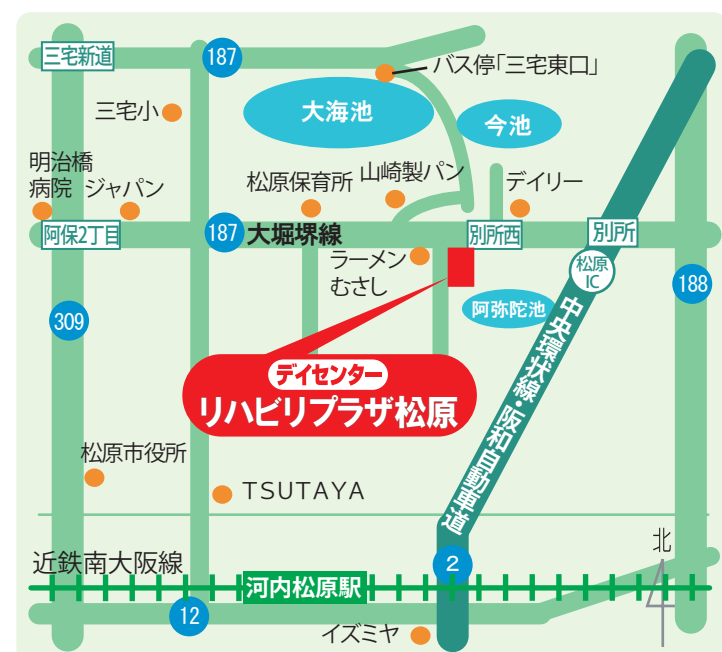 三宅新道
187
バス停「三宅東口」
三宅小
大海池
今池
明治橋
病院
ジャパン
松原保育所
山崎製パン
デイリー
阿保2丁目
187
大堀堺線
別所西
別所
ラーメン
むさし
松原
IC
188
309
阿弥陀池
デイセンター
リハビリプラザ松原
中央環状線・阪和自動車道
松原市役所
TSUTAYA
北
近鉄南大阪線
2
河内松原駅
12
イズミヤ